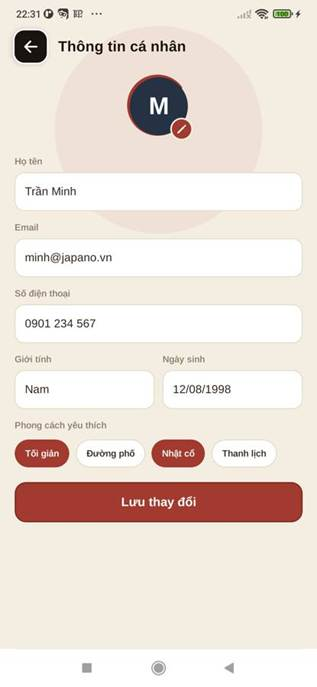 22:31
100
Thông tin cá nhân
M
Họ tên
Trần Minh
Email
minh@japano.vn
Số điện thoại
0901 234 567
Giới tính
Ngày sinh
Nam
12/08/1998
Phong cách yêu thích
Tối giản
Đường phố
Nhật cổ
Thanh lịch
Lưu thay đổi